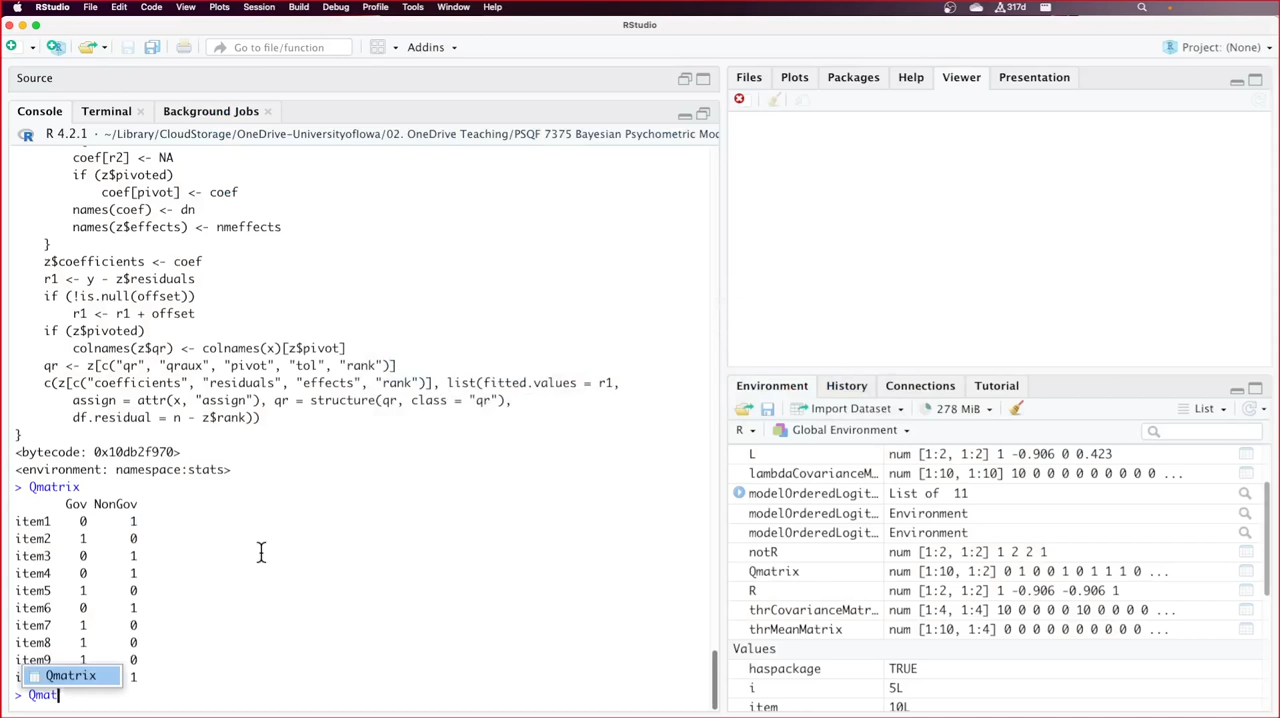 RStudio File Edit Code View Plots Session Build Debug Profile Tools Window Help 317d
RStudio
Go to file/function Addins Project: (None)
Source
Files Plots Packages Help Viewer Presentation
Console Terminal Background Jobs
R 4.2.1 · ~/Library/CloudStorage/OneDrive-UniversityofIowa/02. OneDrive Teaching/PSQF 7375 Bayesian Psychometric Mod
coef[r2] <- NA
if (z$pivoted)
coef[pivot] <- coef
names(coef) <- dn
names(z$effects) <- nmeffects
}
z$coefficients <- coef
r1 <- y - z$residuals
if (!is.null(offset))
r1 <- r1 + offset
if (z$pivoted)
colnames(z$qr) <- colnames(x)[z$pivot]
qr <- z[c("qr", "qraux", "pivot", "tol", "rank")]
c(z[c("coefficients", "residuals", "effects", "rank")], list(fitted.values = r1,
assign = attr(x, "assign"), qr = structure(qr, class = "qr"),
df.residual = n - z$rank))
}
<bytecode: 0x10db2f970>
<environment: namespace:stats>
> Qmatrix
Gov NonGov
item1 0 1
item2 1 0
item3 0 1
item4 0 1
item5 1 0
item6 0 1
item7 1 0
item8 1 0
item9 1 0
Qmatrix 1
> Qmat
Environment History Connections Tutorial
Import Dataset 278 MiB List
R Global Environment
L num [1:2, 1:2] 1 -0.906 0 0.423
lambdaCovarianceM… num [1:10, 1:10] 10 0 0 0 0 0 0 0 0 0 ...
modelOrderedLogit… List of 11
modelOrderedLogit… Environment
modelOrderedLogit… Environment
notR num [1:2, 1:2] 1 2 2 1
Qmatrix num [1:10, 1:2] 0 1 0 0 1 0 1 1 1 0 ...
R num [1:2, 1:2] 1 -0.906 -0.906 1
thrCovarianceMatr… num [1:4, 1:4] 10 0 0 0 0 10 0 0 0 0 ...
thrMeanMatrix num [1:10, 1:4] 0 0 0 0 0 0 0 0 0 0 ...
Values
haspackage TRUE
i 5L
item 10L